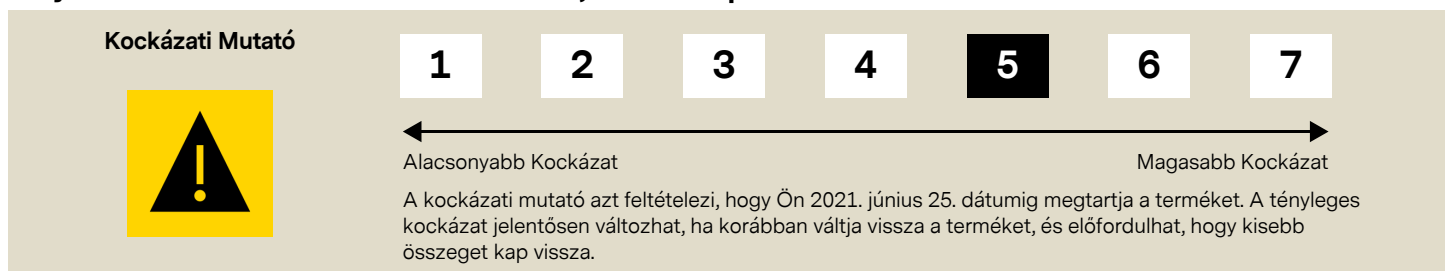 Kockázati Mutató
1 2 3 4 5 6 7
Alacsonyabb Kockázat Magasabb Kockázat
A kockázati mutató azt feltételezi, hogy Ön 2021. június 25. dátumig megtartja a terméket. A tényleges
kockázat jelentősen változhat, ha korábban váltja vissza a terméket, és előfordulhat, hogy kisebb
összeget kap vissza.